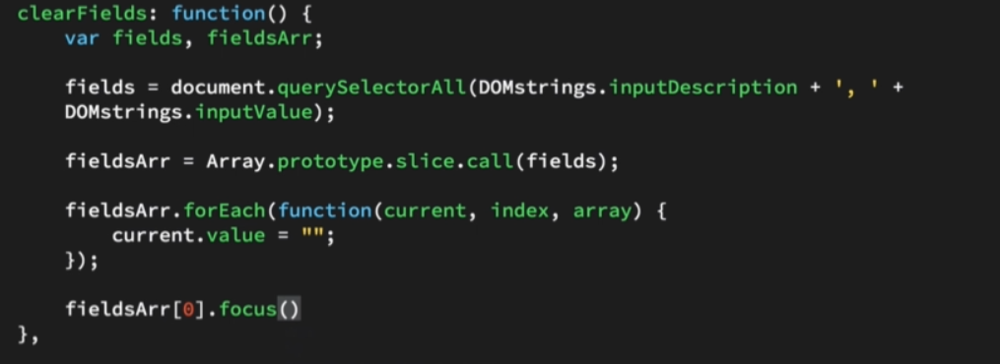 clearFields: function() {
    var fields, fieldsArr;
    fields = document.querySelectorAll(DOMstrings.inputDescription + ', ' +
    DOMstrings.inputValue);
    fieldsArr = Array.prototype.slice.call(fields);
    fieldsArr.forEach(function(current, index, array) {
        current.value = "";
    });
    fieldsArr[0].focus()
},